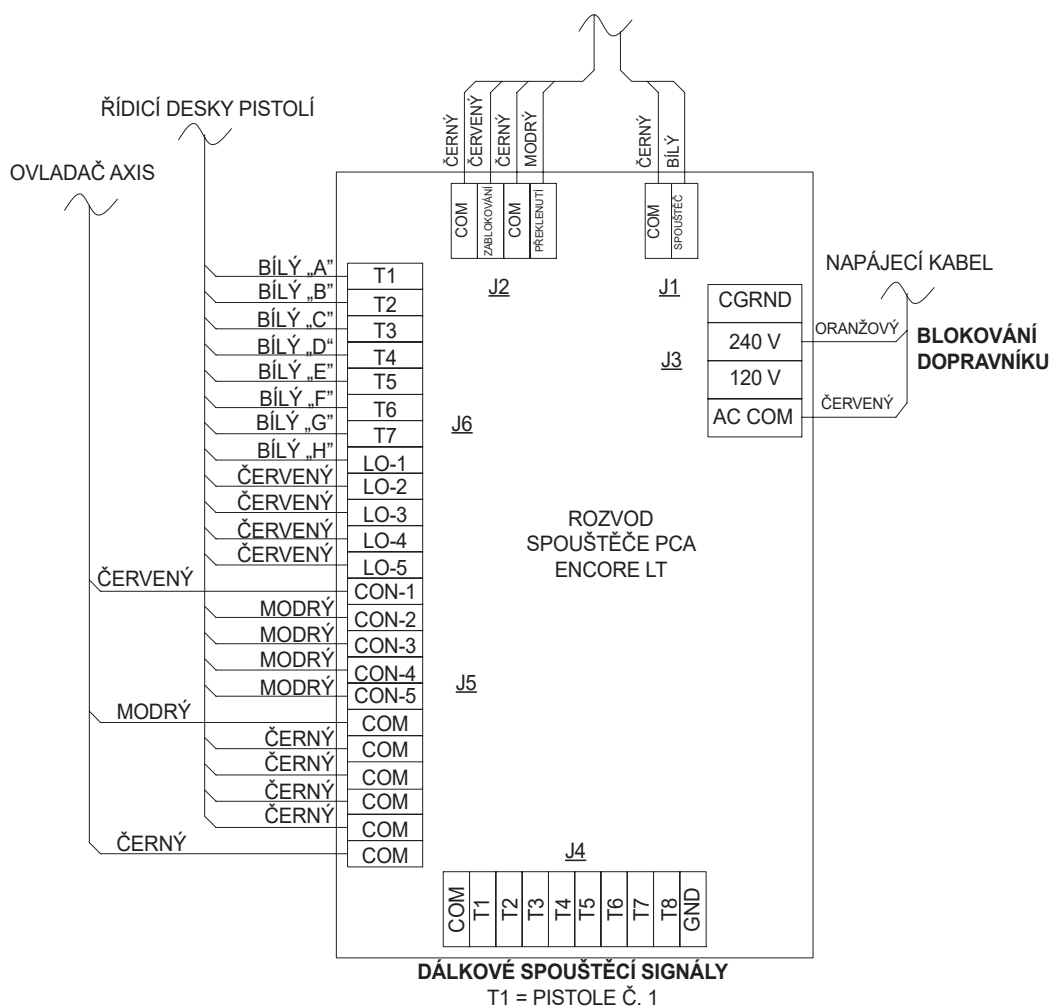 ŘÍDICÍ DESKY PISTOLÍ
OVLADAČ AXIS
ČERNÝ
ČERVENÝ
ČERNÝ
MODRÝ
ČERNÝ
BÍLÝ
COM
ZABLOKOVÁNÍ
COM
PŘEKLENUTÍ
COM
SPOUŠTĚČ
J2
J1
NAPÁJECÍ KABEL
BÍLÝ „A” T1
BÍLÝ „B” T2
BÍLÝ „C” T3
BÍLÝ „D“ T4
BÍLÝ „E” T5
BÍLÝ „F” T6
BÍLÝ „G” T7
BÍLÝ „H” LO-1
ČERVENÝ LO-2
ČERVENÝ LO-3
ČERVENÝ LO-4
ČERVENÝ LO-5
ČERVENÝ CON-1
MODRÝ CON-2
MODRÝ CON-3
MODRÝ CON-4
MODRÝ CON-5
MODRÝ COM
ČERNÝ COM
ČERNÝ COM
ČERNÝ COM
ČERNÝ COM
ČERNÝ COM
J6
J5
CGRND
240 V ORANŽOVÝ
120 V
AC COM ČERVENÝ
J3
BLOKOVÁNÍ
DOPRAVNÍKU
ROZVOD
SPOUŠTĚČE PCA
ENCORE LT
J4
COM T1 T2 T3 T4 T5 T6 T7 T8 GND
DÁLKOVÉ SPOUŠTĚCÍ SIGNÁLY
T1 = PISTOLE Č. 1